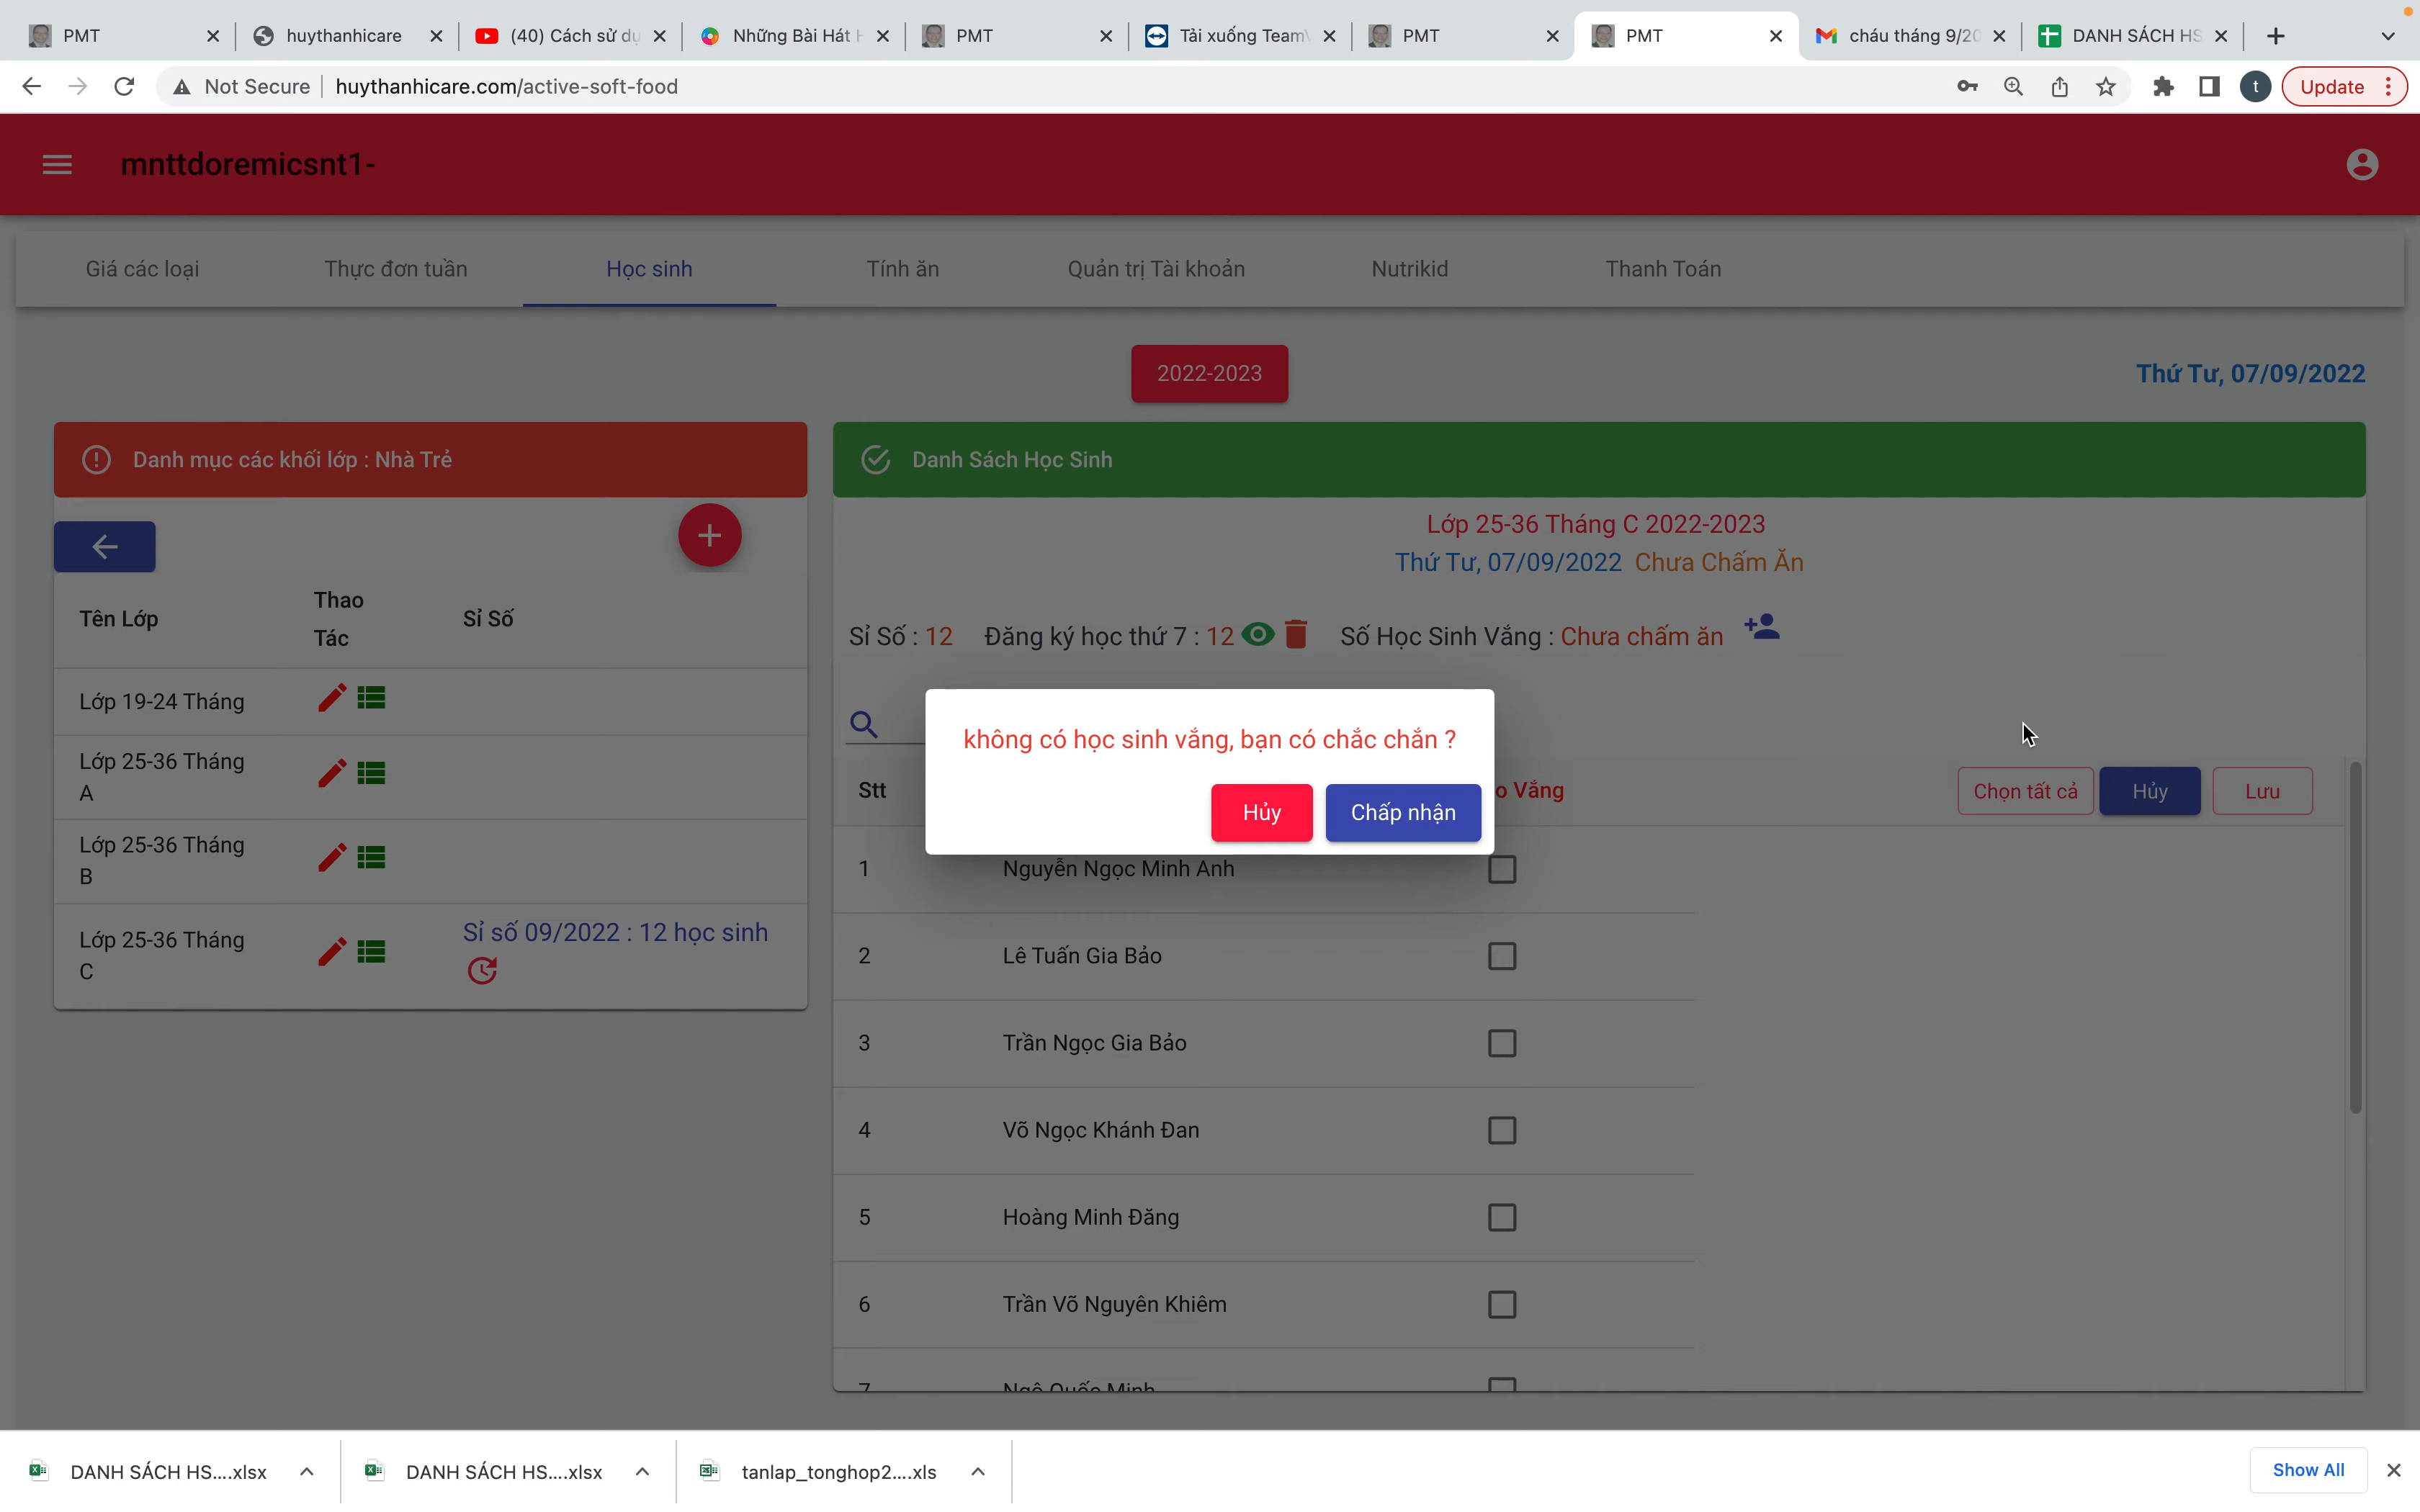 PMT
huythanhicare
(40) Cách sử dụ
Những Bài Hát H
PMT
Tải xuống TeamV
PMT
PMT
cháu tháng 9/20
DANH SÁCH HS
Not Secure
huythanhicare.com/active-soft-food
t
Update
mnttdoremicsnt1-
Giá các loại
Thực đơn tuần
Học sinh
Tính ăn
Quản trị Tài khoản
Nutrikid
Thanh Toán
2022-2023
Thứ Tư, 07/09/2022
Danh mục các khối lớp : Nhà Trẻ
Tên Lớp
Thao
Tác
Sỉ Số
Lớp 19-24 Tháng
Lớp 25-36 Tháng
A
Lớp 25-36 Tháng
B
Lớp 25-36 Tháng
C
Sỉ số 09/2022 : 12 học sinh
Danh Sách Học Sinh
Lớp 25-36 Tháng C 2022-2023
Thứ Tư, 07/09/2022 Chưa Chấm Ăn
Sỉ Số : 12 Đăng ký học thứ 7 : 12 Số Học Sinh Vắng : Chưa chấm ăn
không có học sinh vắng, bạn có chắc chắn ?
Hủy
Chấp nhận
Stt
o Vắng
Chọn tất cả
Hủy
Lưu
1 Nguyễn Ngọc Minh Anh
2 Lê Tuấn Gia Bảo
3 Trần Ngọc Gia Bảo
4 Võ Ngọc Khánh Đan
5 Hoàng Minh Đăng
6 Trần Võ Nguyên Khiêm
7 Ngô Quốc Minh
DANH SÁCH HS....xlsx
DANH SÁCH HS....xlsx
tanlap_tonghop2....xls
Show All